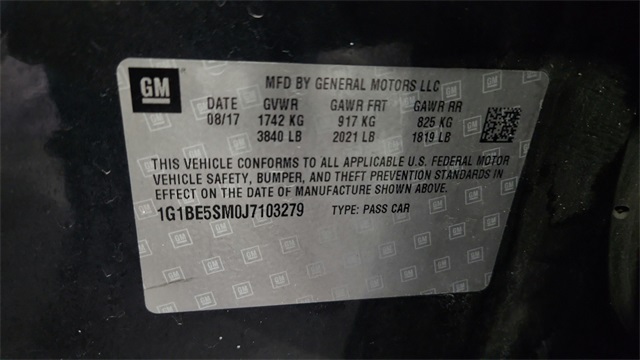 GM MFD BY GENERAL MOTORS LLC
DATE GVWR GAWR FRT GAWR RR
08/17 1742 KG 917 KG 825 KG
3840 LB 2021 LB 1819 LB
THIS VEHICLE CONFORMS TO ALL APPLICABLE U.S. FEDERAL MOTOR
VEHICLE SAFETY, BUMPER, AND THEFT PREVENTION STANDARDS IN
EFFECT ON THE DATE OF MANUFACTURE SHOWN ABOVE.
1G1BE5SM0J7103279 TYPE: PASS CAR